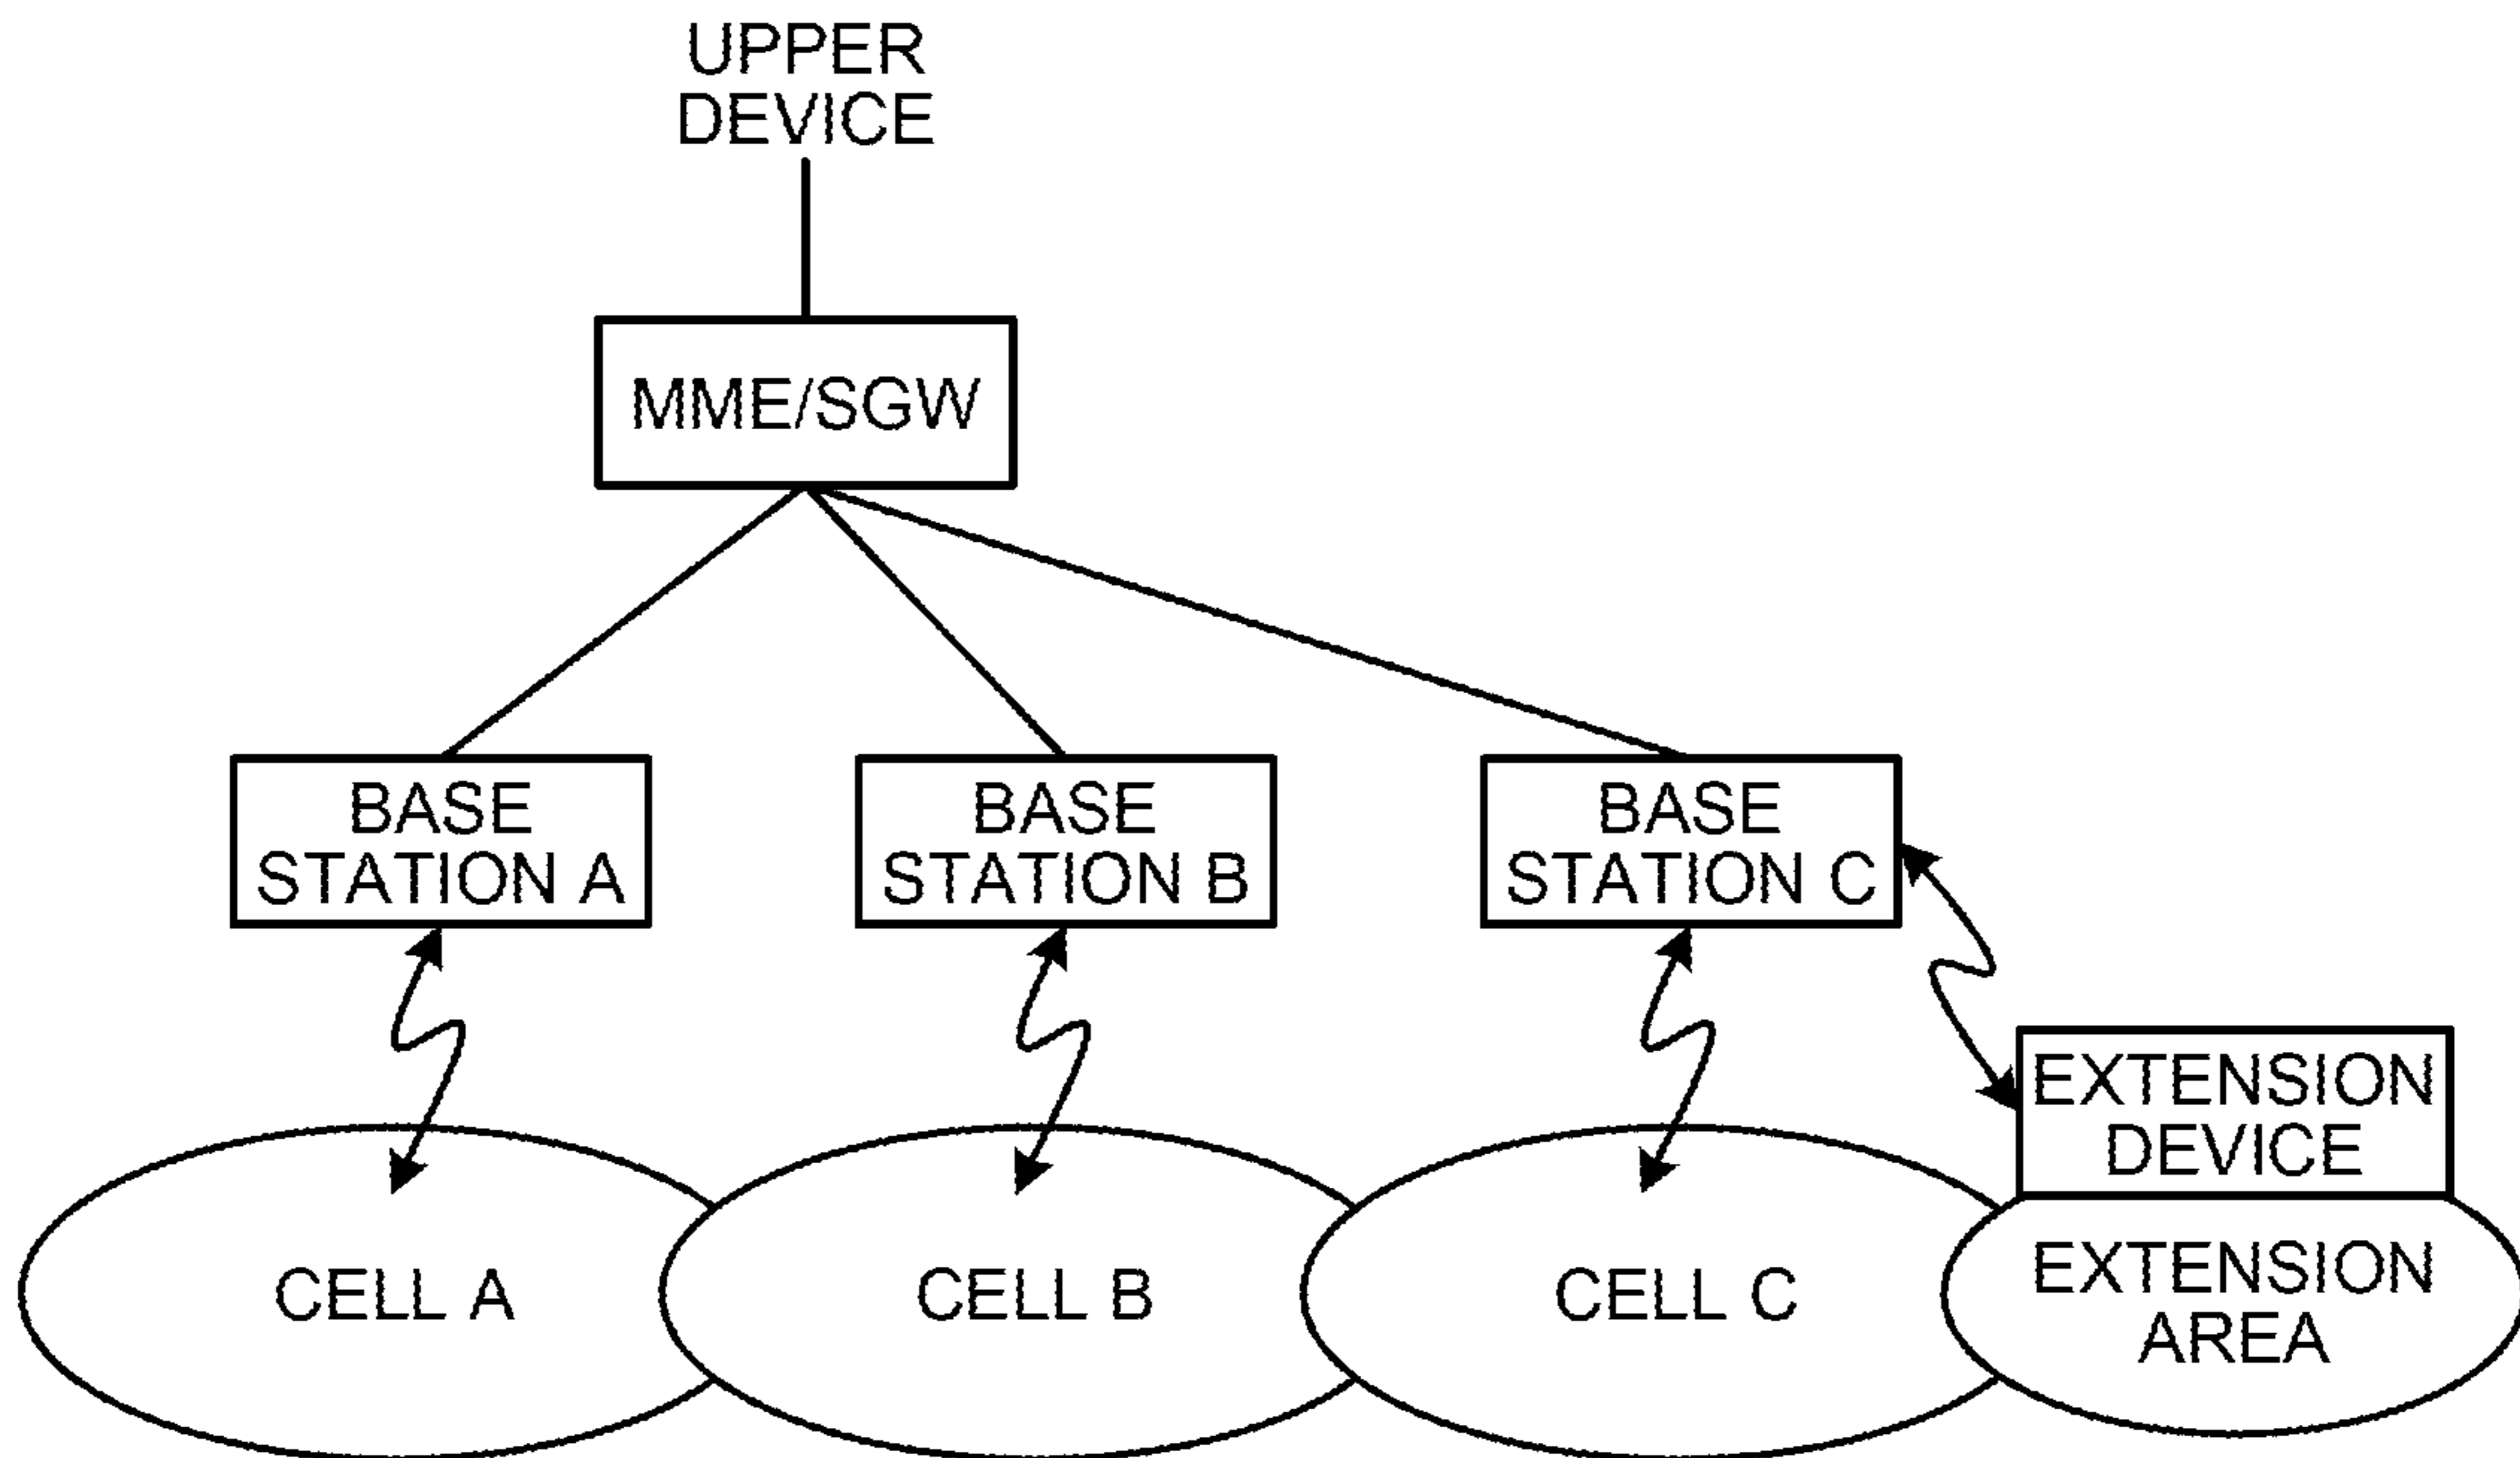 UPPER
DEVICE
MME/SGW
BASE
STATION A
BASE
STATION B
BASE
STATION C
EXTENSION
DEVICE
CELL A
CELL B
CELL C
EXTENSION
AREA